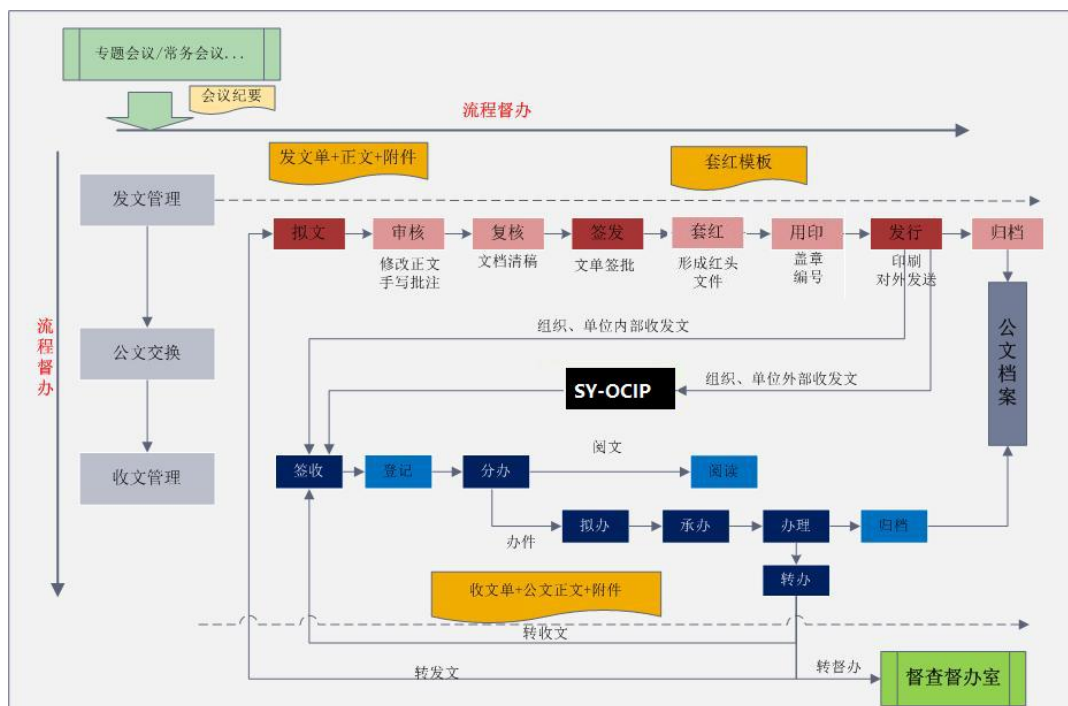 专题会议/常务会议...
会议纪要
流程督办
发文单+正文+附件
套红模板
发文管理
拟文
审核
复核
签发
套红
用印
发行
归档
修改正文
手写批注
文档清稿
文单签批
形成红头
文件
盖章
编号
印刷
对外发送
流程督办
公文档案
组织、单位内部收发文
公文交换
组织、单位外部收发文
SY-OCIP
阅文
收文管理
签收
登记
分办
阅读
办件
拟办
承办
办理
归档
转办
收文单+公文正文+附件
转收文
转发文
转督办
督查督办室